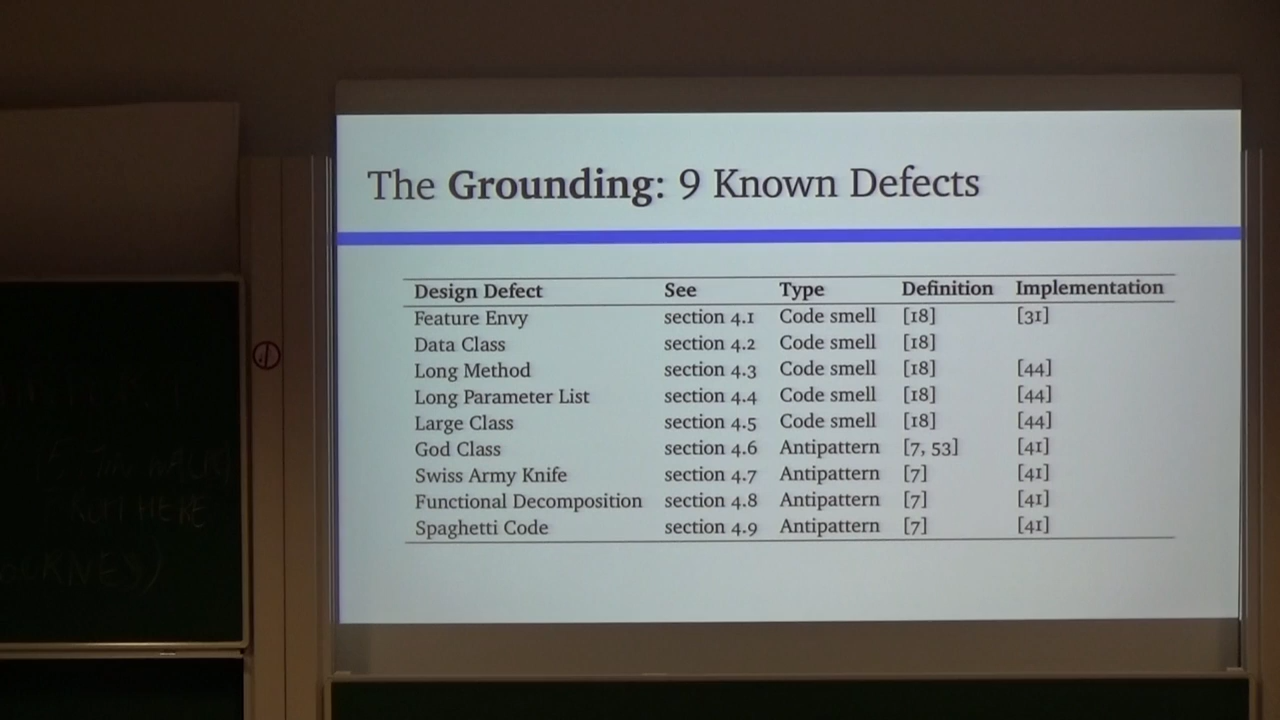 The Grounding: 9 Known Defects
Design Defect See Type Definition Implementation
Feature Envy section 4.1 Code smell [18] [31]
Data Class section 4.2 Code smell [18]
Long Method section 4.3 Code smell [18] [44]
Long Parameter List section 4.4 Code smell [18] [44]
Large Class section 4.5 Code smell [18] [44]
God Class section 4.6 Antipattern [7, 53] [41]
Swiss Army Knife section 4.7 Antipattern [7] [41]
Functional Decomposition section 4.8 Antipattern [7] [41]
Spaghetti Code section 4.9 Antipattern [7] [41]
HERE